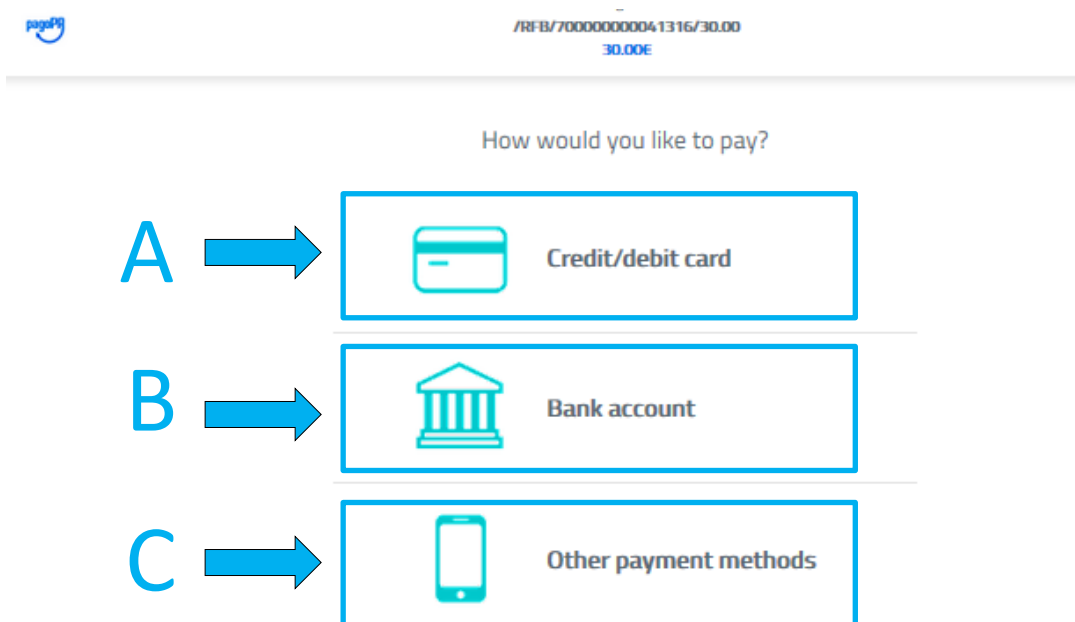 pagoPA
/RFB/700000000041316/30.00
30.00E
How would you like to pay?
A
Credit/debit card
B
Bank account
C
Other payment methods